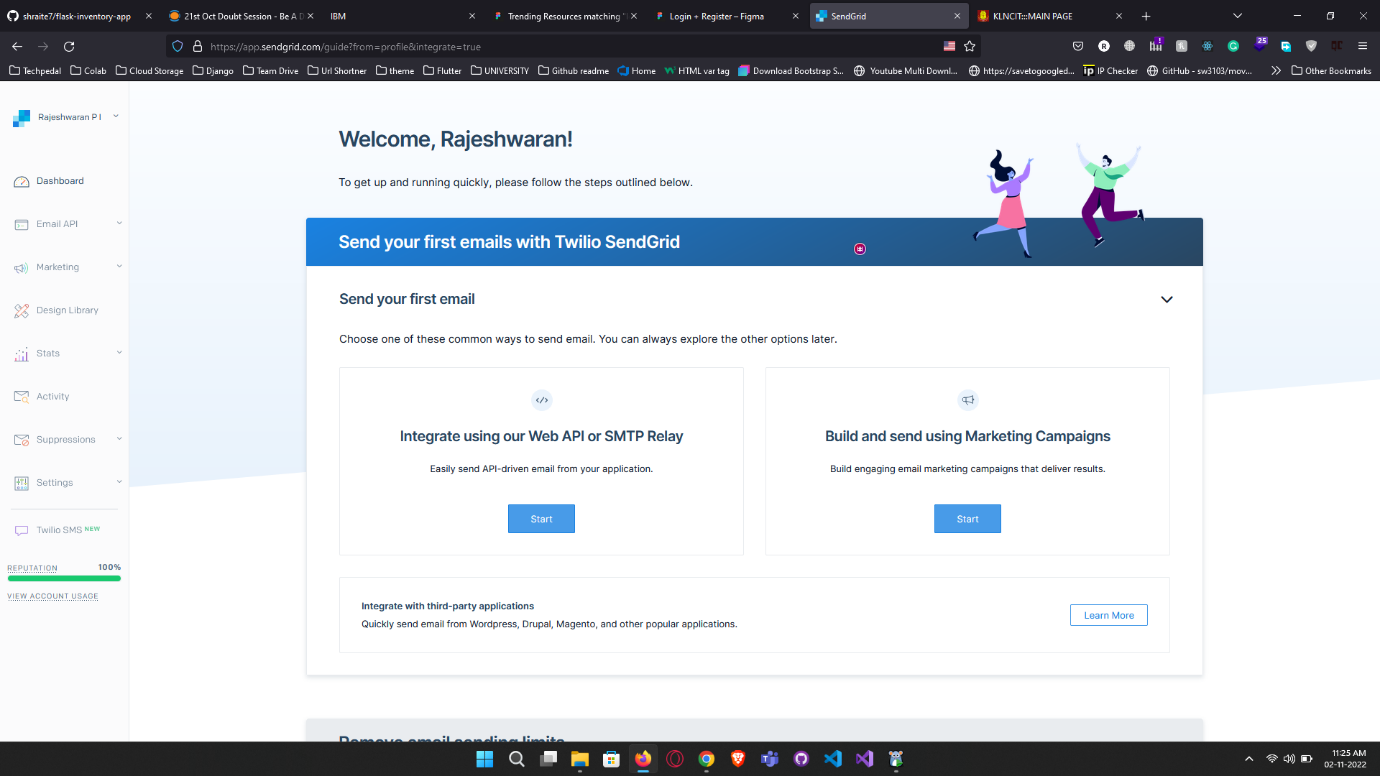 shraite7/flask-inventory-app
21st Oct Doubt Session - Be A D
IBM
Trending Resources matching "
Login + Register – Figma
SendGrid
KLNCIT:::MAIN PAGE
https://app.sendgrid.com/guide?from=profile&integrate=true
25
Techpedal
Colab
Cloud Storage
Django
Team Drive
Url Shortner
theme
Flutter
UNIVERSITY
Github readme
Home
HTML var tag
Download Bootstrap S...
Youtube Multi Downl...
https://savetogoogled...
IP Checker
GitHub - sw3103/mov...
Other Bookmarks
Rajeshwaran P I
Dashboard
Email API
Marketing
Design Library
Stats
Activity
Suppressions
Settings
Twilio SMS NEW
REPUTATION 100%
VIEW ACCOUNT USAGE
Welcome, Rajeshwaran!
To get up and running quickly, please follow the steps outlined below.
Send your first emails with Twilio SendGrid
Send your first email
Choose one of these common ways to send email. You can always explore the other options later.
Integrate using our Web API or SMTP Relay
Easily send API-driven email from your application.
Start
Build and send using Marketing Campaigns
Build engaging email marketing campaigns that deliver results.
Start
Integrate with third-party applications
Quickly send email from Wordpress, Drupal, Magento, and other popular applications.
Learn More
Remove email sending limits
11:25 AM
02-11-2022